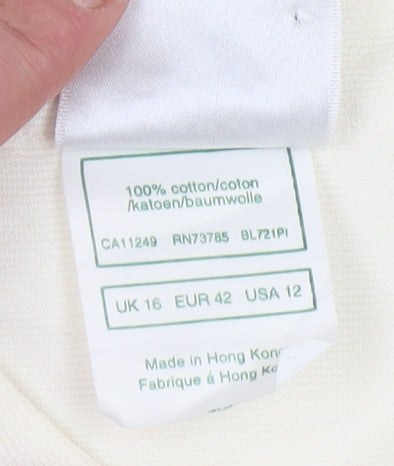 100% cotton/coton
/katoen/baumwolle
CA11249 RN73785 BL721PI
UK 16 EUR 42 USA 12
Made in Hong Kong
Fabrique á Hong